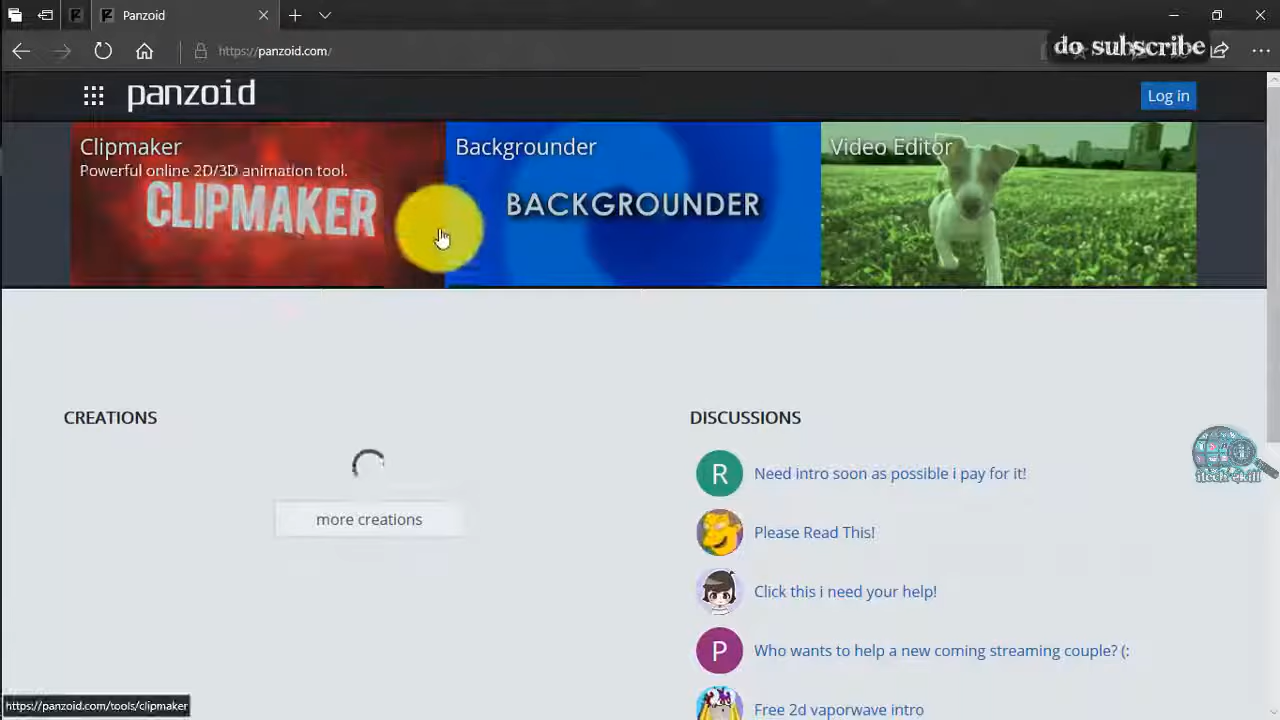 Panzoid
https://panzoid.com/
do subscribe
panzoid
Log in
Clipmaker
Powerful online 2D/3D animation tool.
CLIPMAKER
Backgrounder
BACKGROUNDER
Video Editor
CREATIONS
more creations
DISCUSSIONS
R
Need intro soon as possible i pay for it!
Please Read This!
Click this i need your help!
P
Who wants to help a new coming streaming couple? (:
Free 2d vaporwave intro
itech skill
https://panzoid.com/tools/clipmaker